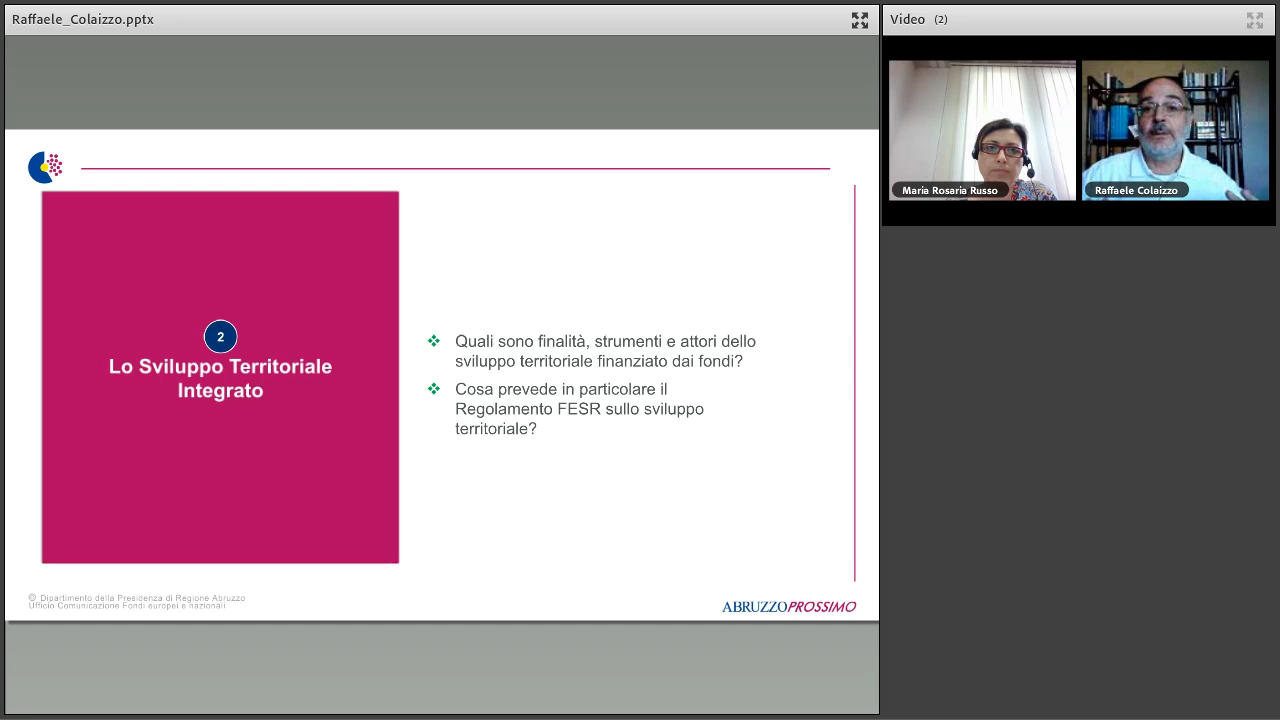 Raffaele_Colaizzo.pptx
Video (2)
Maria Rosaria Russo
Raffaele Colaizzo
2
Lo Sviluppo Territoriale
Integrato
Quali sono finalità, strumenti e attori dello
sviluppo territoriale finanziato dai fondi?
Cosa prevede in particolare il
Regolamento FESR sullo sviluppo
territoriale?
© Dipartimento della Presidenza di Regione Abruzzo
Ufficio Comunicazione Fondi europei e nazionali
ABRUZZOPROSSIMO